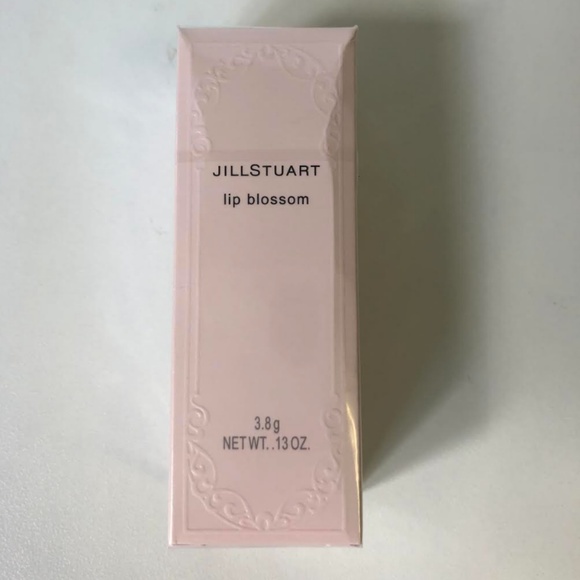 JILLSTUART
lip blossom
3.8g
NET WT. .13 OZ.